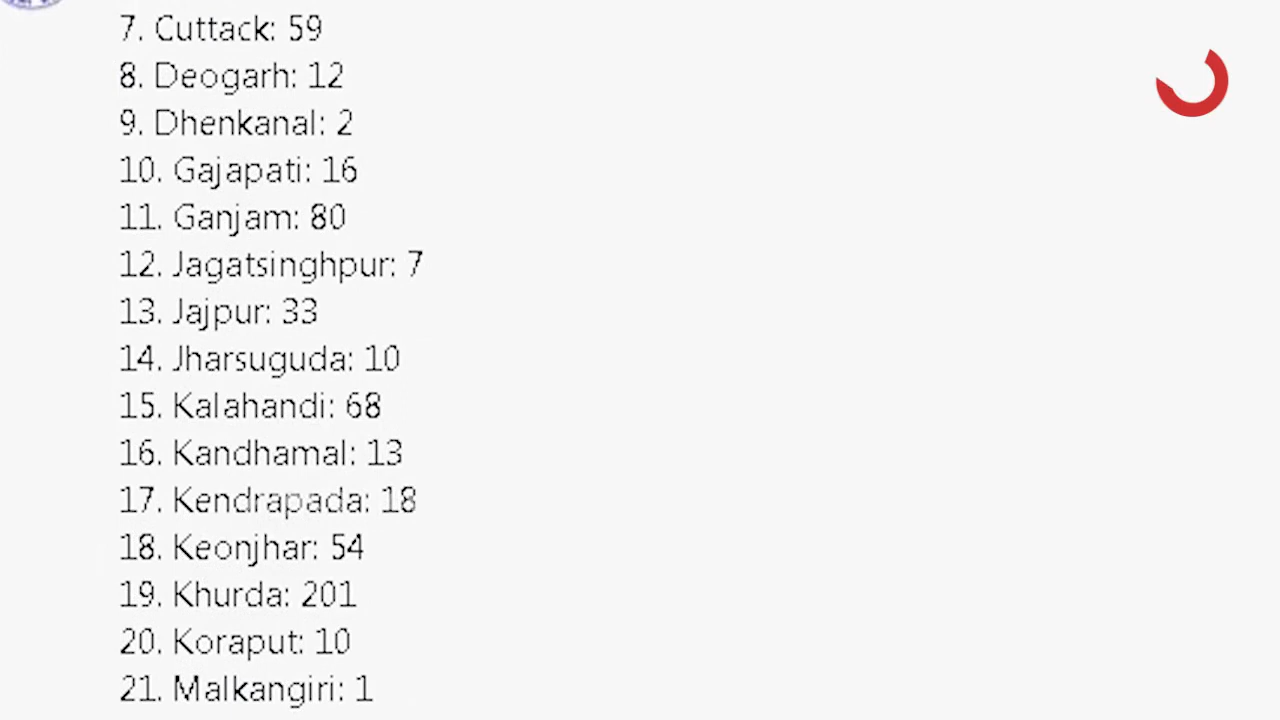 7. Cuttack: 59
8. Deogarh: 12
9. Dhenkanal: 2
10. Gajapati: 16
11. Ganjam: 80
12. Jagatsinghpur: 7
13. Jajpur: 33
14. Jharsuguda: 10
15. Kalahandi: 68
16. Kandhamal: 13
17. Kendrapada: 18
18. Keonjhar: 54
19. Khurda: 201
20. Koraput: 10
21. Malkangiri: 1